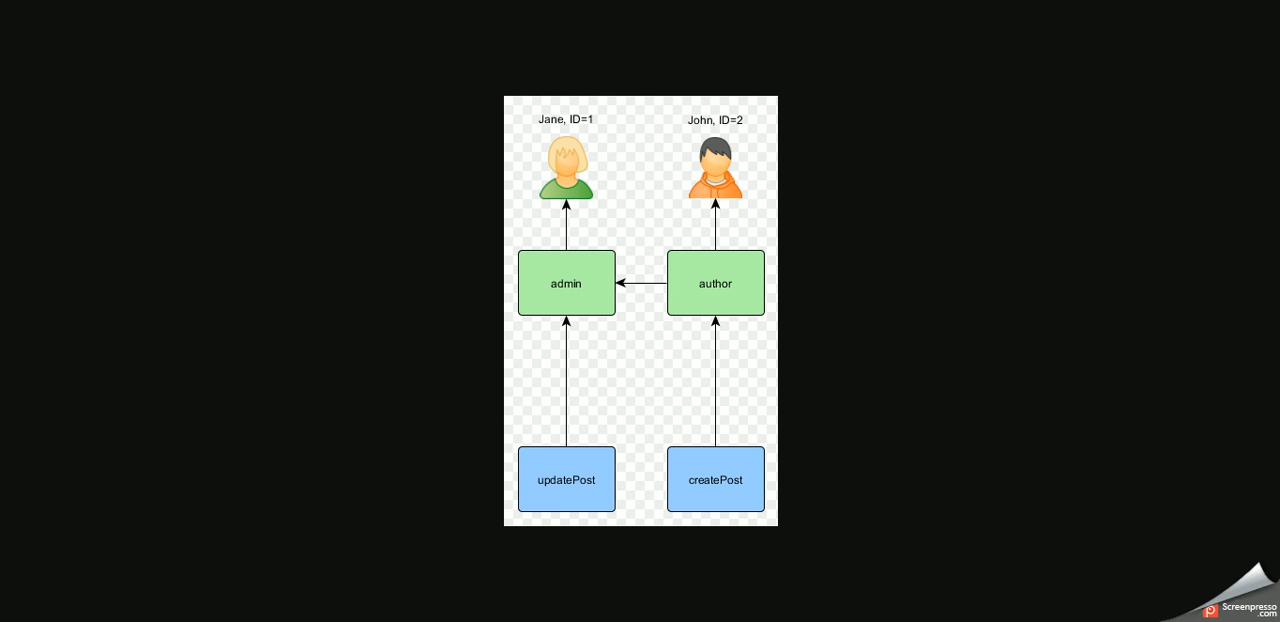 Jane, ID=1
John, ID=2
admin
author
updatePost
createPost
Screenpresso
.com